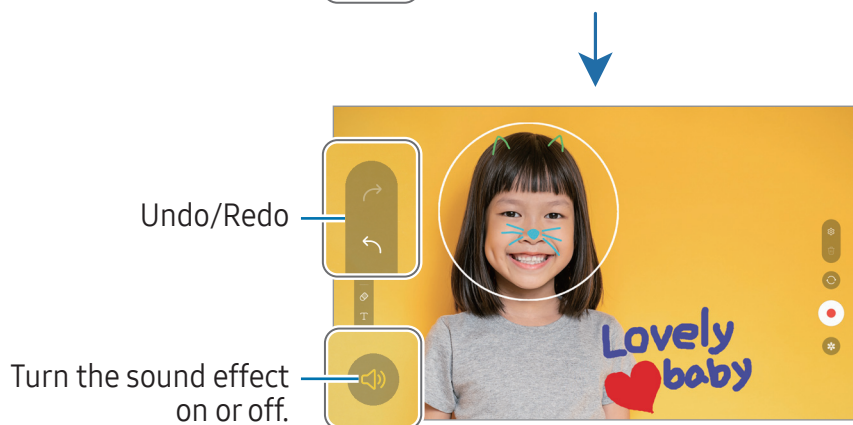 Undo/Redo
T
Lovely
baby
Turn the sound effect
on or off.